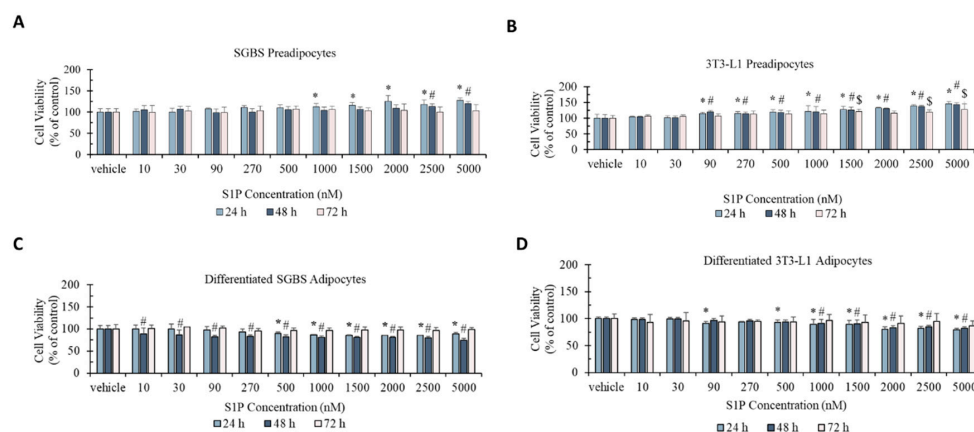 A
SGBS Preadipocytes
Cell Viability
(% of control)
200
150
100
50
0
* * * *# *#
vehicle 10 30 90 270 500 1000 1500 2000 2500 5000
S1P Concentration (nM)
24 h 48 h 72 h
B
3T3-L1 Preadipocytes
Cell Viability
(% of control)
200
150
100
50
0
*# *# *# *# *#$ *# *#$ *#$
vehicle 10 30 90 270 500 1000 1500 2000 2500 5000
S1P Concentration (nM)
24 h 48 h 72 h
C
Differentiated SGBS Adipocytes
Cell Viability
(% of control)
200
150
100
50
0
# # # # *# *# *# *# *# *#
vehicle 10 30 90 270 500 1000 1500 2000 2500 5000
S1P Concentration (nM)
24 h 48 h 72 h
D
Differentiated 3T3-L1 Adipocytes
Cell Viability
(% of control)
200
150
100
50
0
* * *# *# *# *# *#
vehicle 10 30 90 270 500 1000 1500 2000 2500 5000
S1P Concentration (nM)
24 h 48 h 72 h